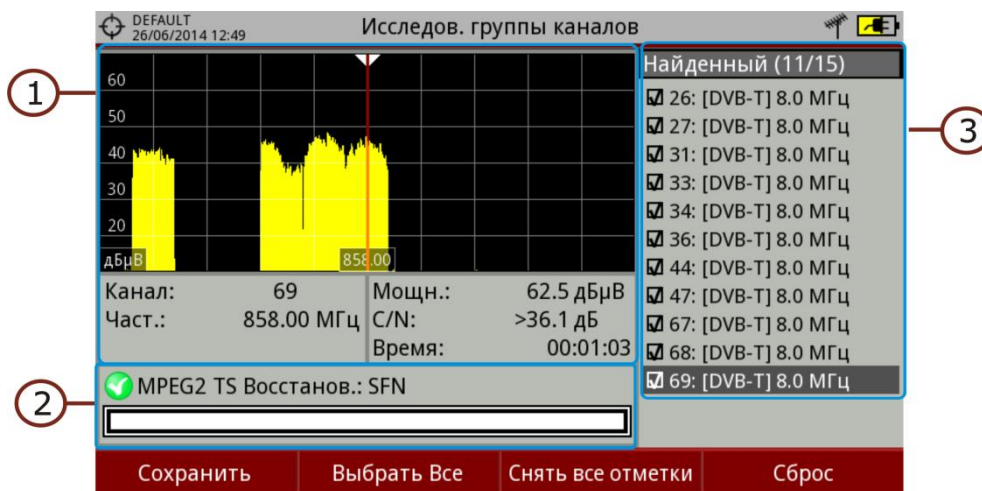 DEFAULT
26/06/2014 12:49
Исследов. группы каналов
1
60
50
40
30
20
дБµВ
858.00
Канал: 69
Част.: 858.00 МГц
Мощн.: 62.5 дБµВ
C/N: >36.1 дБ
Время: 00:01:03
2
MPEG2 TS Восстанов.: SFN
Найденный (11/15)
26: [DVB-T] 8.0 МГц
27: [DVB-T] 8.0 МГц
31: [DVB-T] 8.0 МГц
33: [DVB-T] 8.0 МГц
34: [DVB-T] 8.0 МГц
36: [DVB-T] 8.0 МГц
44: [DVB-T] 8.0 МГц
47: [DVB-T] 8.0 МГц
67: [DVB-T] 8.0 МГц
68: [DVB-T] 8.0 МГц
69: [DVB-T] 8.0 МГц
3
Сохранить
Выбрать Все
Снять все отметки
Сброс